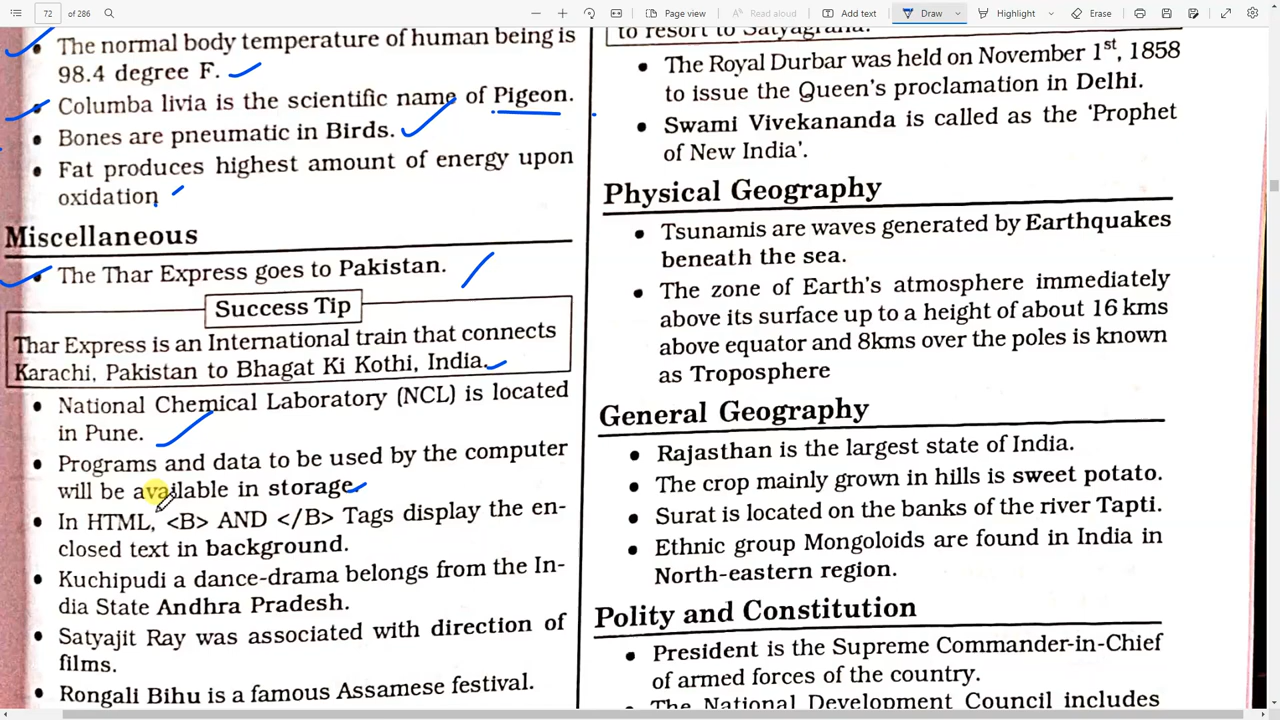 72
of 286
Page view
Read aloud
Add text
Draw
Highlight
Erase
The normal body temperature of human being is
98.4 degree F.
Columba livia is the scientific name of Pigeon.
Bones are pneumatic in Birds.
Fat produces highest amount of energy upon
oxidation
Miscellaneous
The Thar Express goes to Pakistan.
Success Tip
Thar Express is an International train that connects
Karachi, Pakistan to Bhagat Ki Kothi, India.
National Chemical Laboratory (NCL) is located
in Pune.
Programs and data to be used by the computer
will be available in storage.
In HTML, <B> AND </B> Tags display the en-
closed text in background.
Kuchipudi a dance-drama belongs from the In-
dia State Andhra Pradesh.
Satyajit Ray was associated with direction of
films.
Rongali Bihu is a famous Assamese festival.
to resort to Satyagraha.
The Royal Durbar was held on November 1st, 1858
to issue the Queen's proclamation in Delhi.
Swami Vivekananda is called as the 'Prophet
of New India'.
Physical Geography
Tsunamis are waves generated by Earthquakes
beneath the sea.
The zone of Earth's atmosphere immediately
above its surface up to a height of about 16 kms
above equator and 8kms over the poles is known
as Troposphere
General Geography
Rajasthan is the largest state of India.
The crop mainly grown in hills is sweet potato.
Surat is located on the banks of the river Tapti.
Ethnic group Mongoloids are found in India in
North-eastern region.
Polity and Constitution
President is the Supreme Commander-in-Chief
of armed forces of the country.
The National Development Council includes